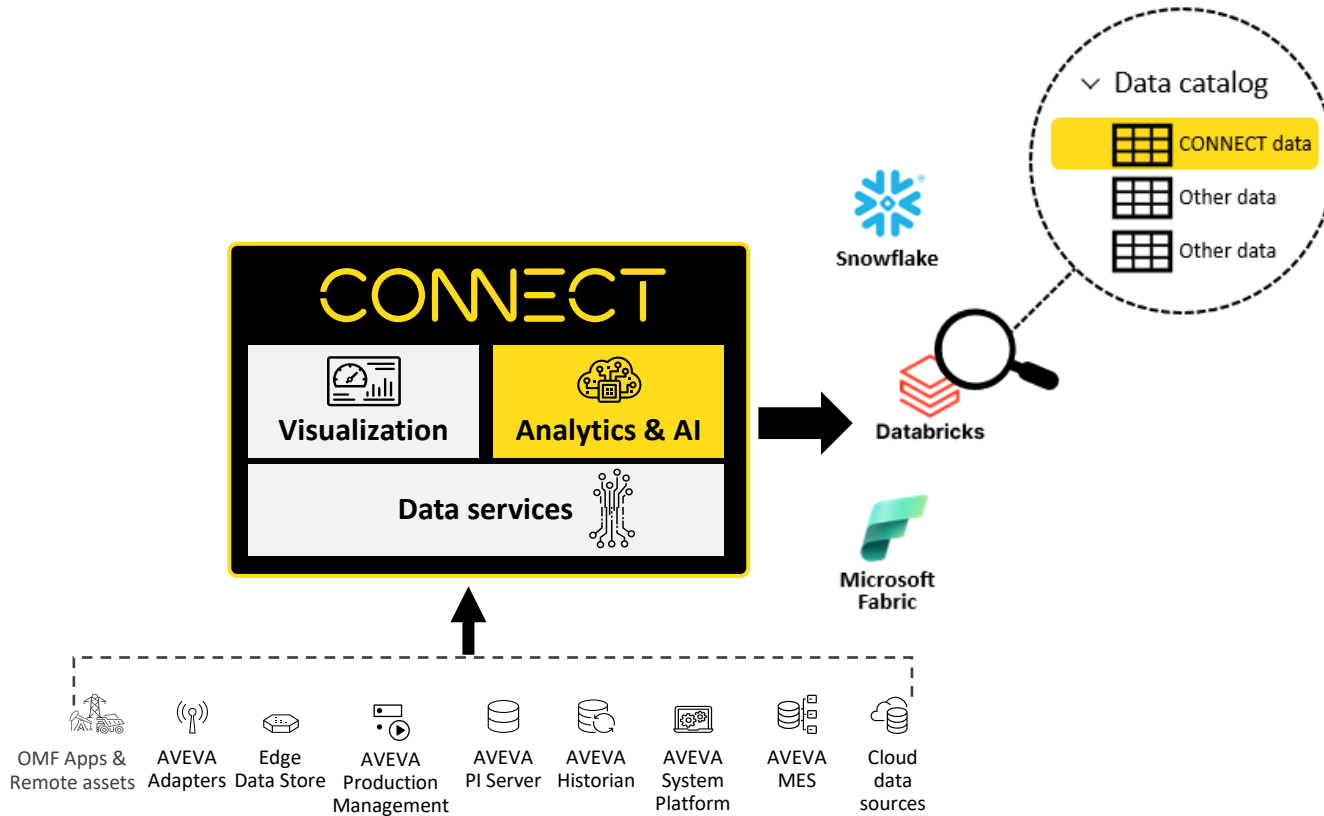 Data catalog
CONNECT data
Other data
Other data
Snowflake
CONNECT
Visualization
Analytics & AI
Data services
Databricks
Microsoft
Fabric
OMF Apps &
Remote assets
AVEVA
Adapters
Edge
Data Store
AVEVA
Production
Management
AVEVA
PI Server
AVEVA
Historian
AVEVA
System
Platform
AVEVA
MES
Cloud
data
sources